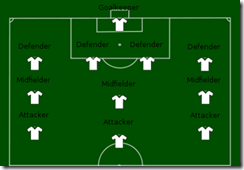 Goalkeeper
Defender Defender Defender Defender
Midfielder Midfielder Midfielder
Attacker Attacker Attacker